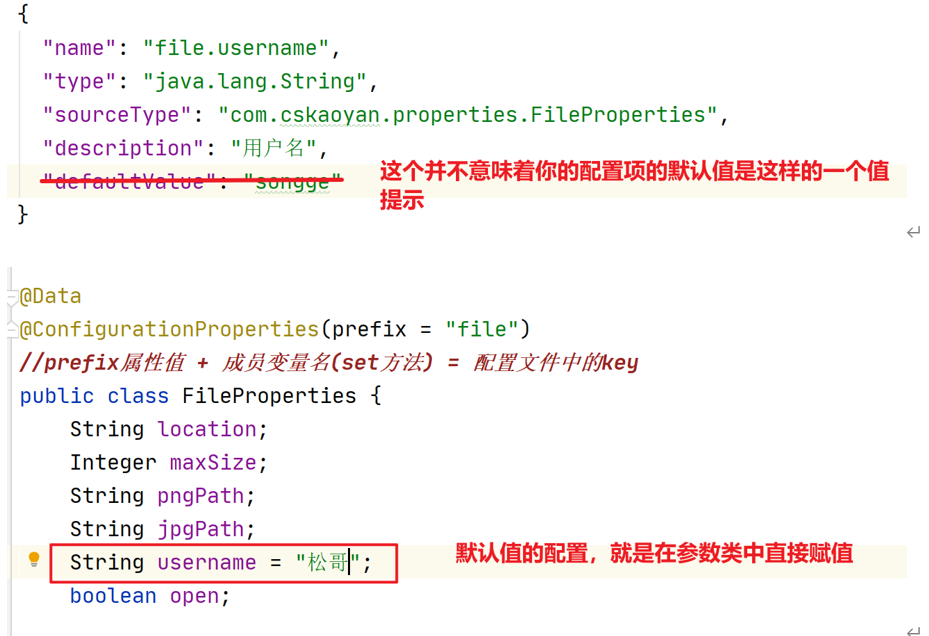 {
"name": "file.username",
"type": "java.lang.String",
"sourceType": "com.cskaoyan.properties.FileProperties",
"description": "用户名",
"defaultValue": "songge"
这个并不意味着你的配置项的默认值是这样的一个值
提示
}
@Data
@ConfigurationProperties(prefix = "file")
//prefix属性值 + 成员变量名(set方法) = 配置文件中的key
public class FileProperties {
String location;
Integer maxSize;
String pngPath;
String jpgPath;
String username = "松哥";
默认值的配置，就是在参数类中直接赋值
boolean open;